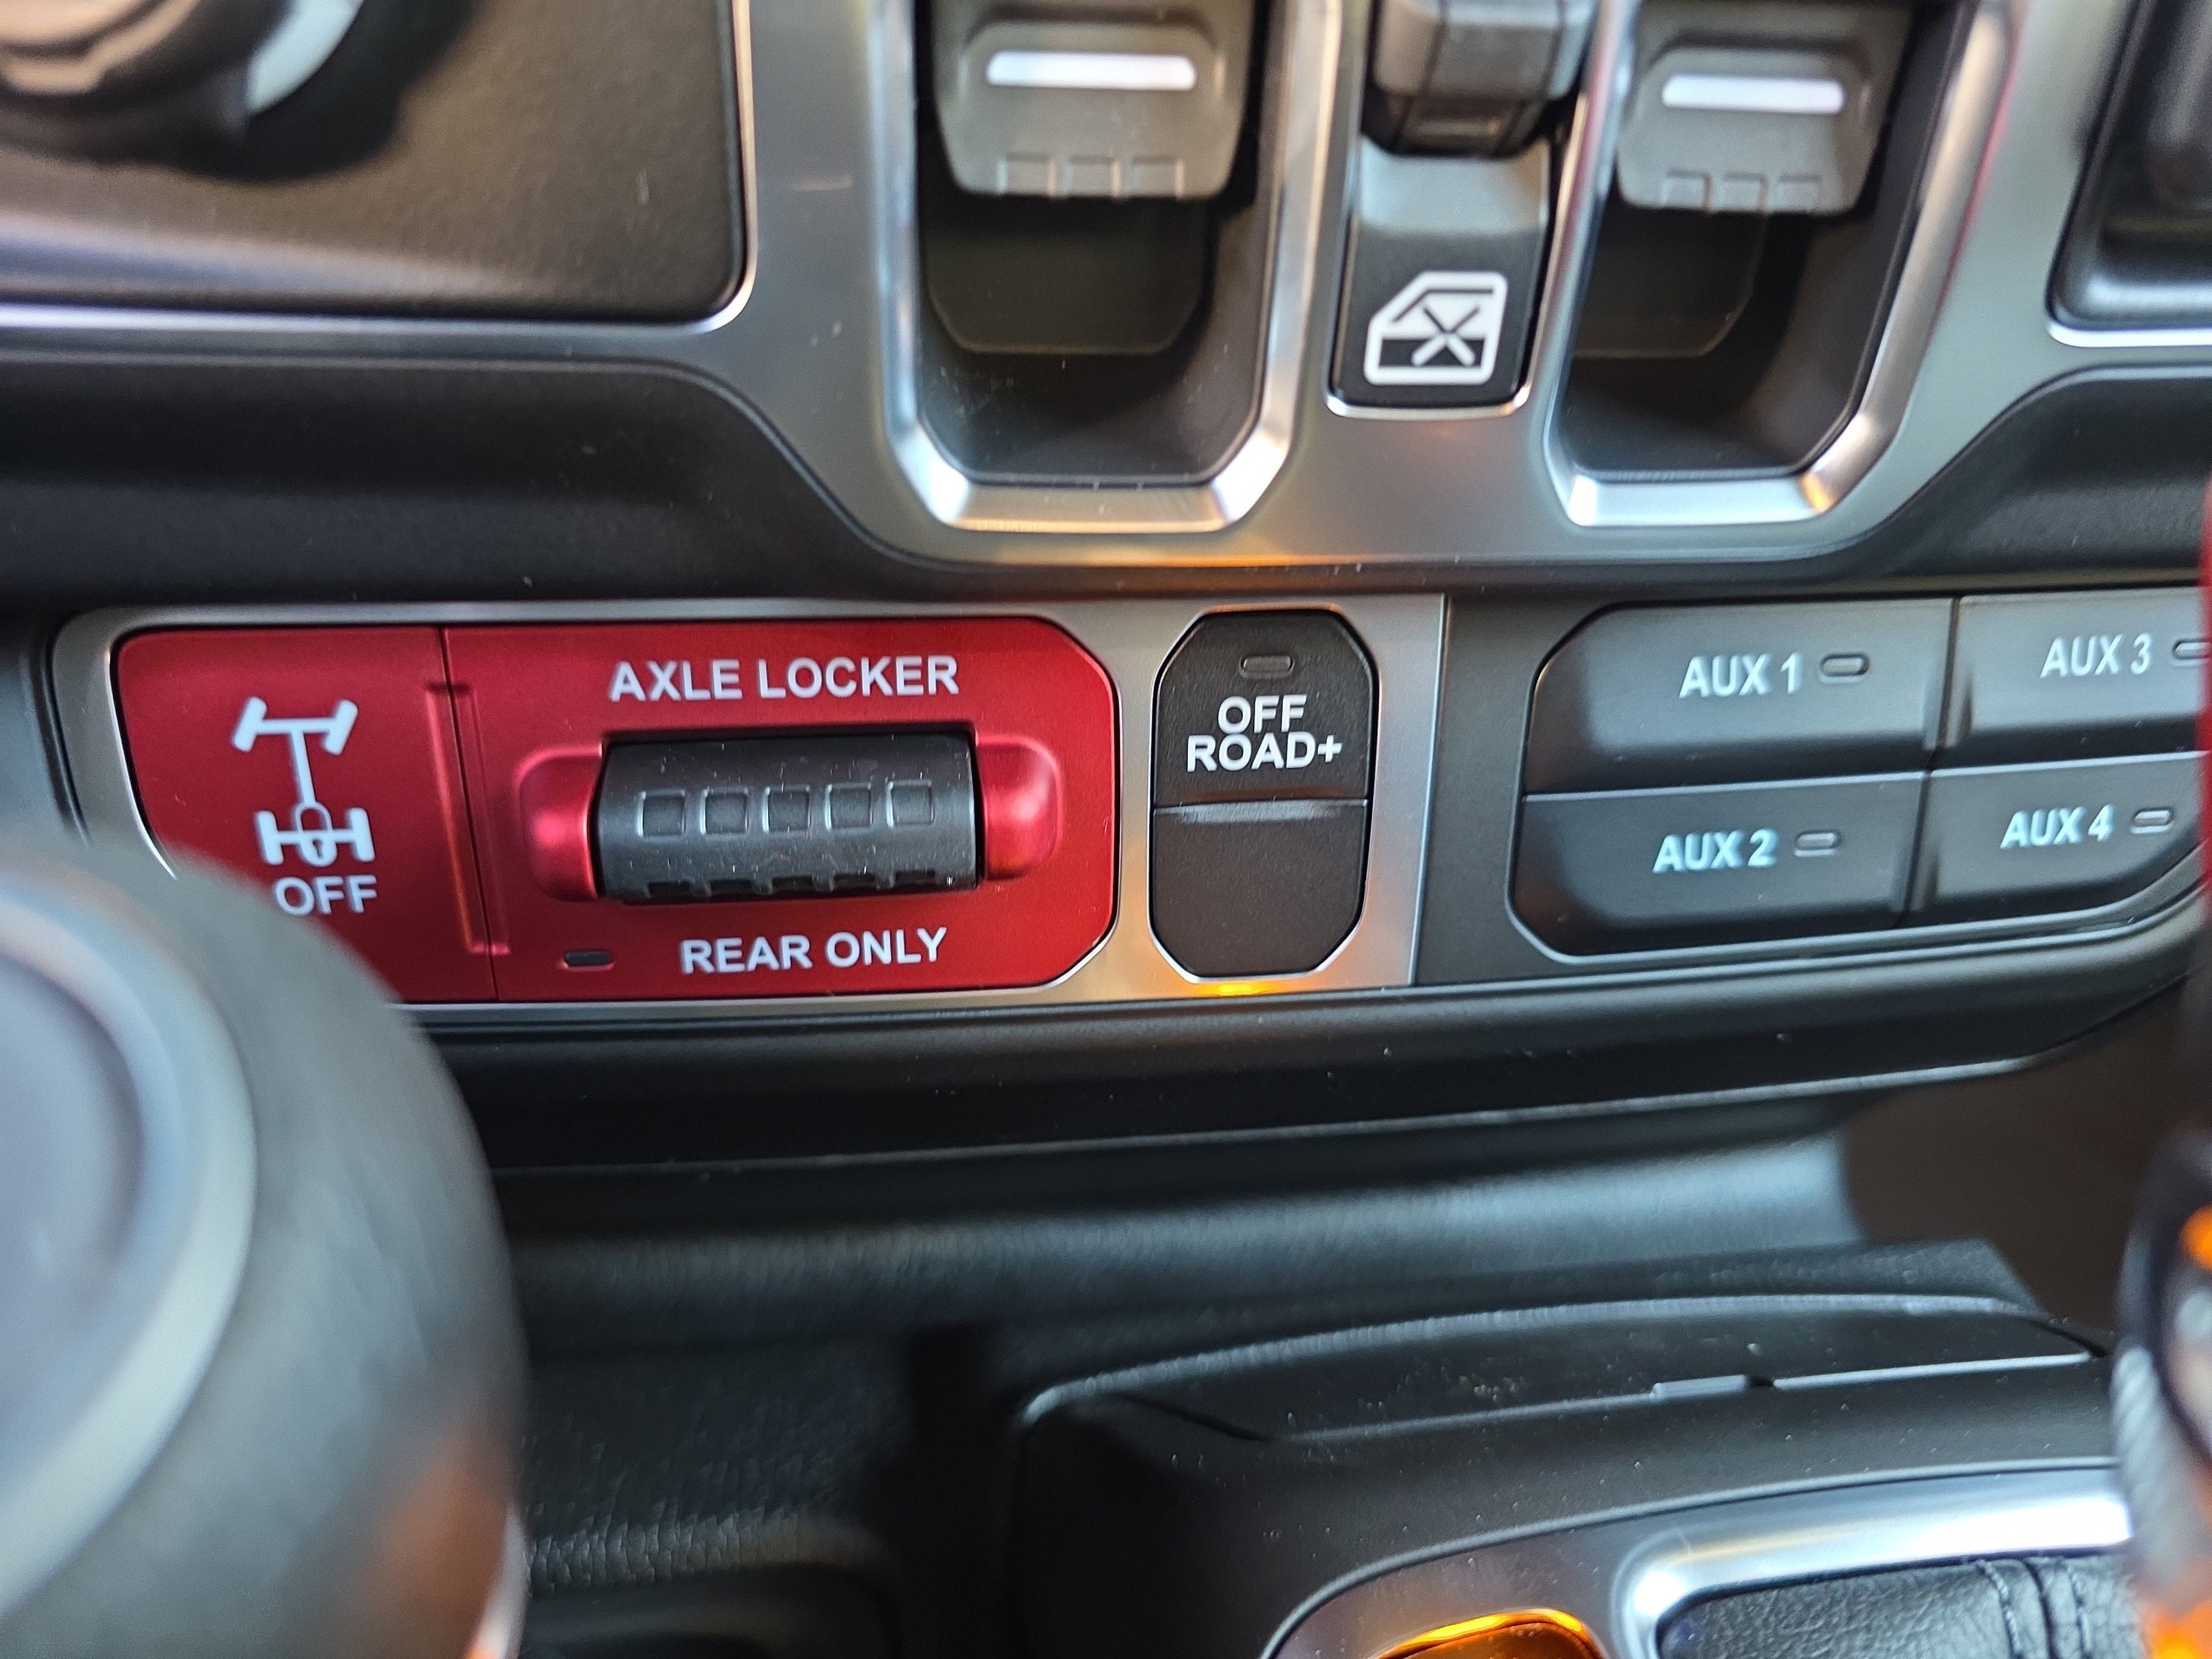 AXLE LOCKER
OFF
REAR ONLY
OFF
ROAD+
AUX 1
AUX 3
AUX 2
AUX 4